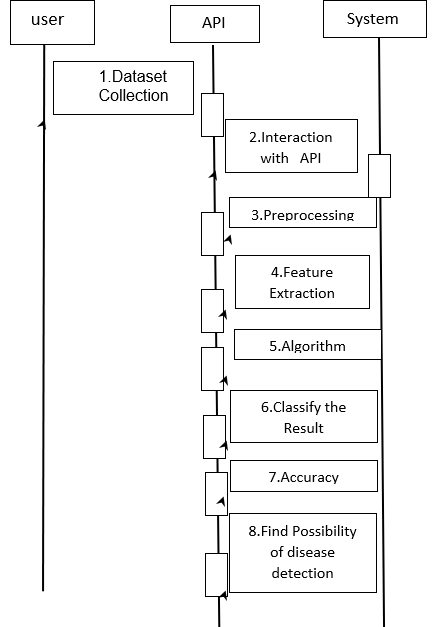 user
API
System
1.Dataset
Collection
2.Interaction
with API
3.Preprocessing
4.Feature
Extraction
5.Algorithm
6.Classify the
Result
7.Accuracy
8.Find Possibility
of disease
detection